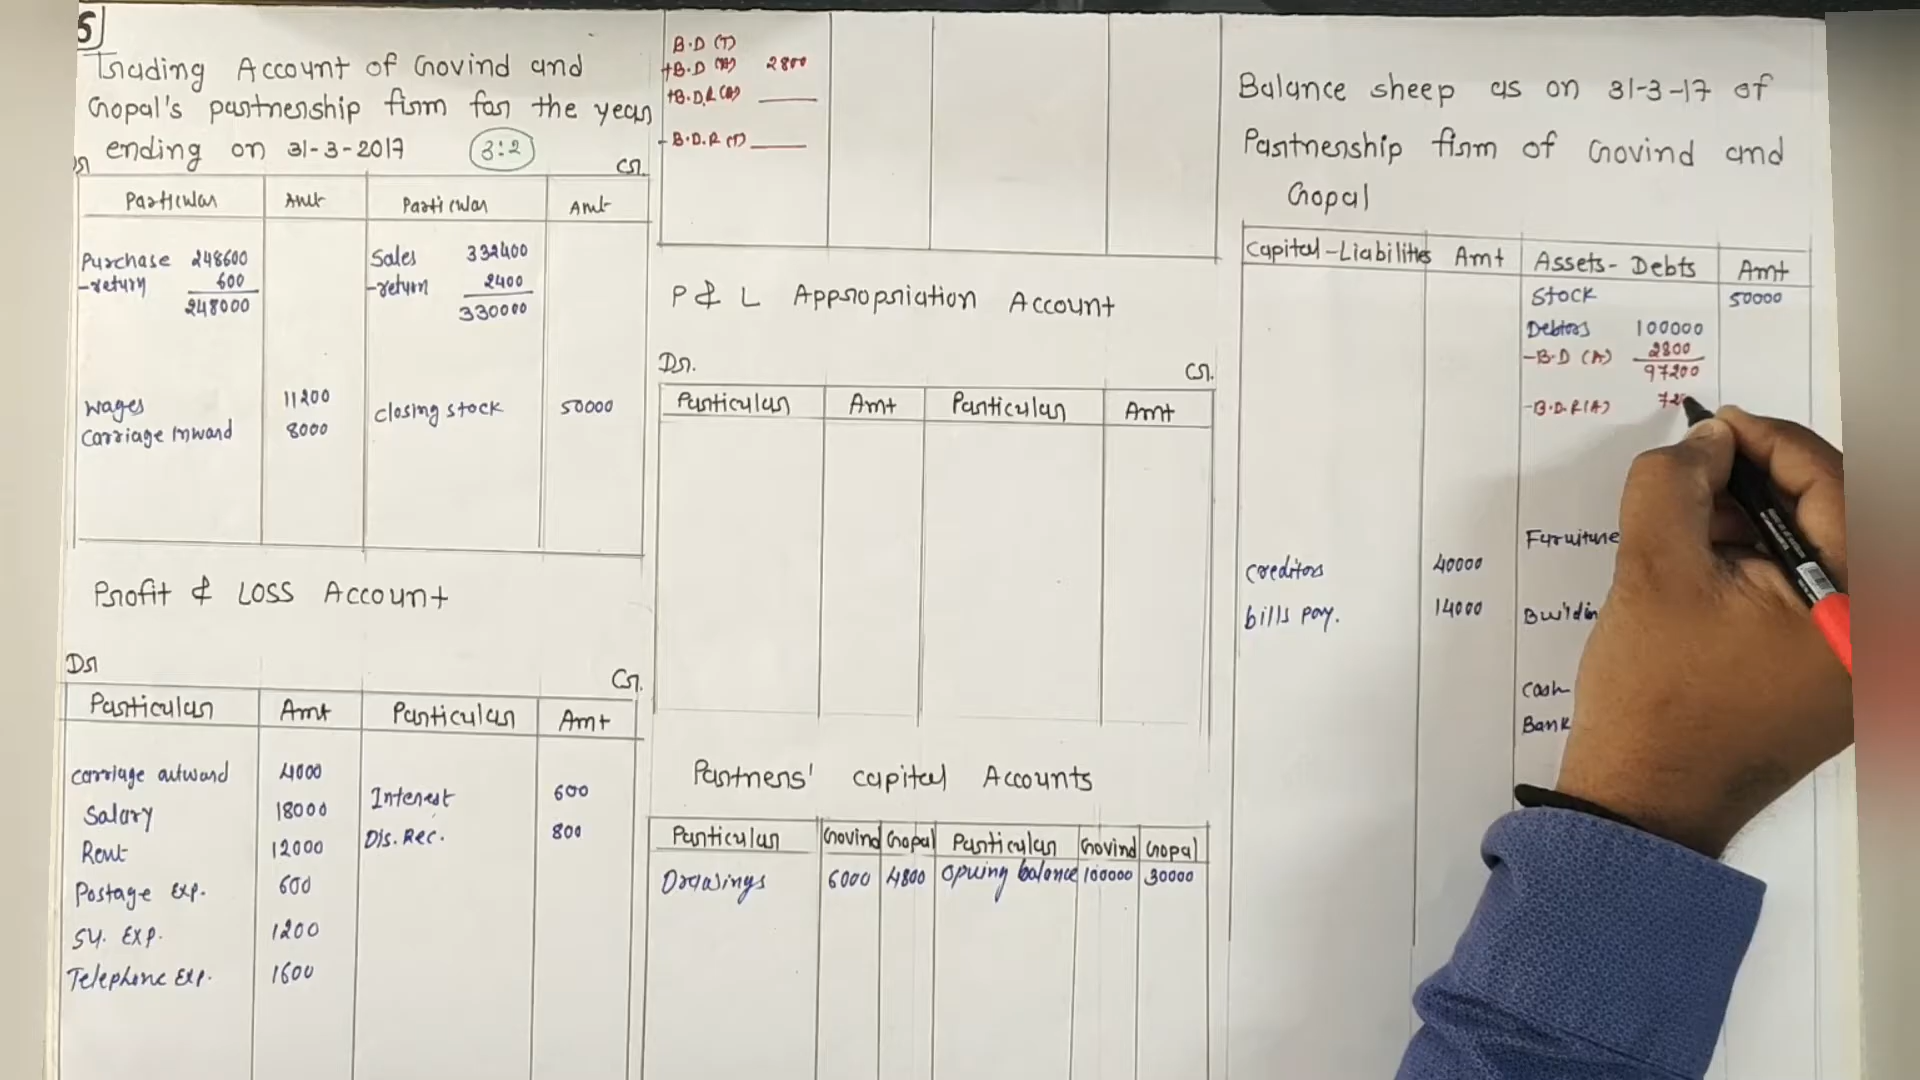 5
Trading Account of Govind and
Gopal's partnership firm for the year
ending on 31-3-2017 3:2
Dr Cr.
Particular Amt Particular Amt
Purchase 248600 Sales 332400
-return 600 -return 2400
248000 330000
wages 11200 closing stock 50000
Carriage Inward 8000
Profit & LOSS Account
Dr Cr.
Particular Amt Particular Amt
Carriage outward 4000 Interest 600
Salary 18000 Dis. Rec. 800
Rent 12000
Postage Exp. 600
Sy. Exp. 1200
Telephone Exp. 1600
B.D (T)
+B.D (A) 2800
+B.D.R (A)
-B.D.R (T)
P & L Appropriation Account
Dr. Cr.
Particular Amt Particular Amt
Partners' capital Accounts
Particular Govind Gopal Particular Govind Gopal
Drawings 6000 4800 Opning balance 100000 30000
Balance sheep as on 31-3-17 of
Partnership firm of Govind and
Gopal
Capital-Liabilities Amt Assets- Debts Amt
Stock 50000
Debtors 100000
-B.D (A) 2800
97200
-B.D.R (A)
Furuiture
Creditors 40000
bills pay. 14000
Cash
Bank